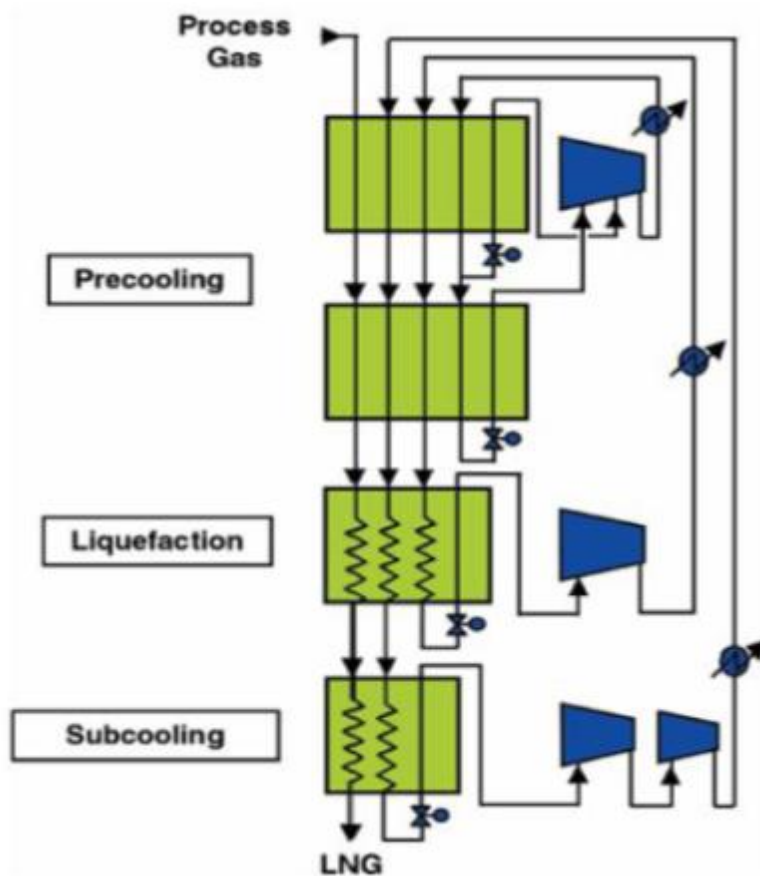 Process
Gas
Precooling
Liquefaction
Subcooling
LNG